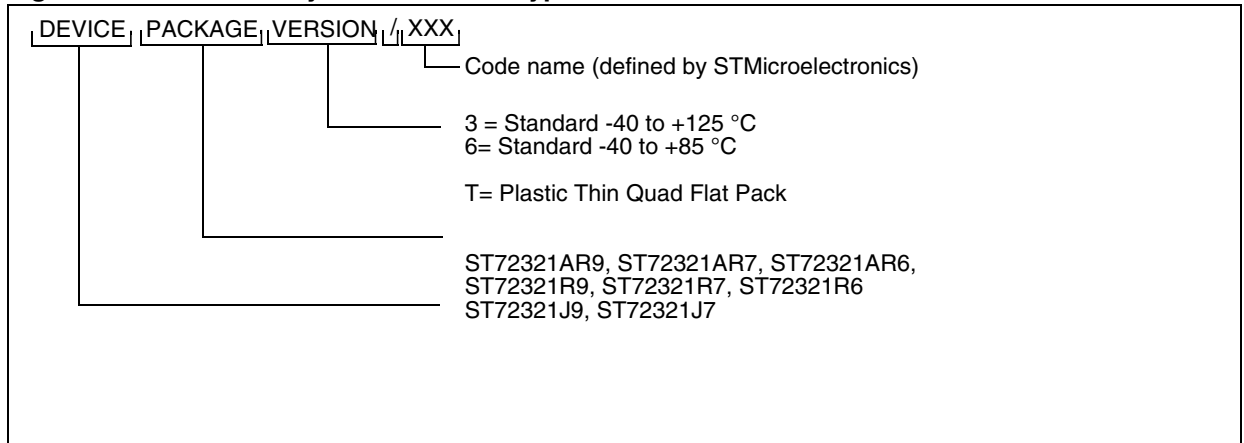 DEVICE PACKAGE VERSION / XXX
Code name (defined by STMicroelectronics)
3 = Standard -40 to +125 °C
6= Standard -40 to +85 °C
T= Plastic Thin Quad Flat Pack
ST72321AR9, ST72321AR7, ST72321AR6,
ST72321R9, ST72321R7, ST72321R6
ST72321J9, ST72321J7